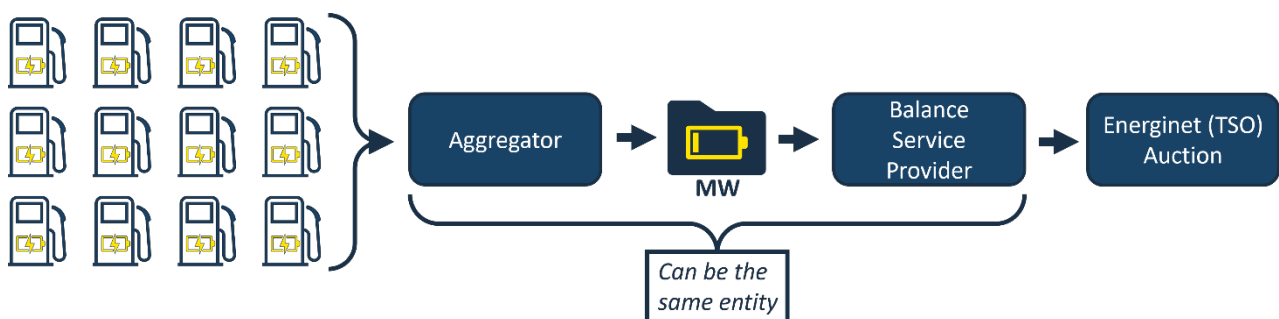 Aggregator
MW
Balance
Service
Provider
Energinet (TSO)
Auction
Can be the
same entity